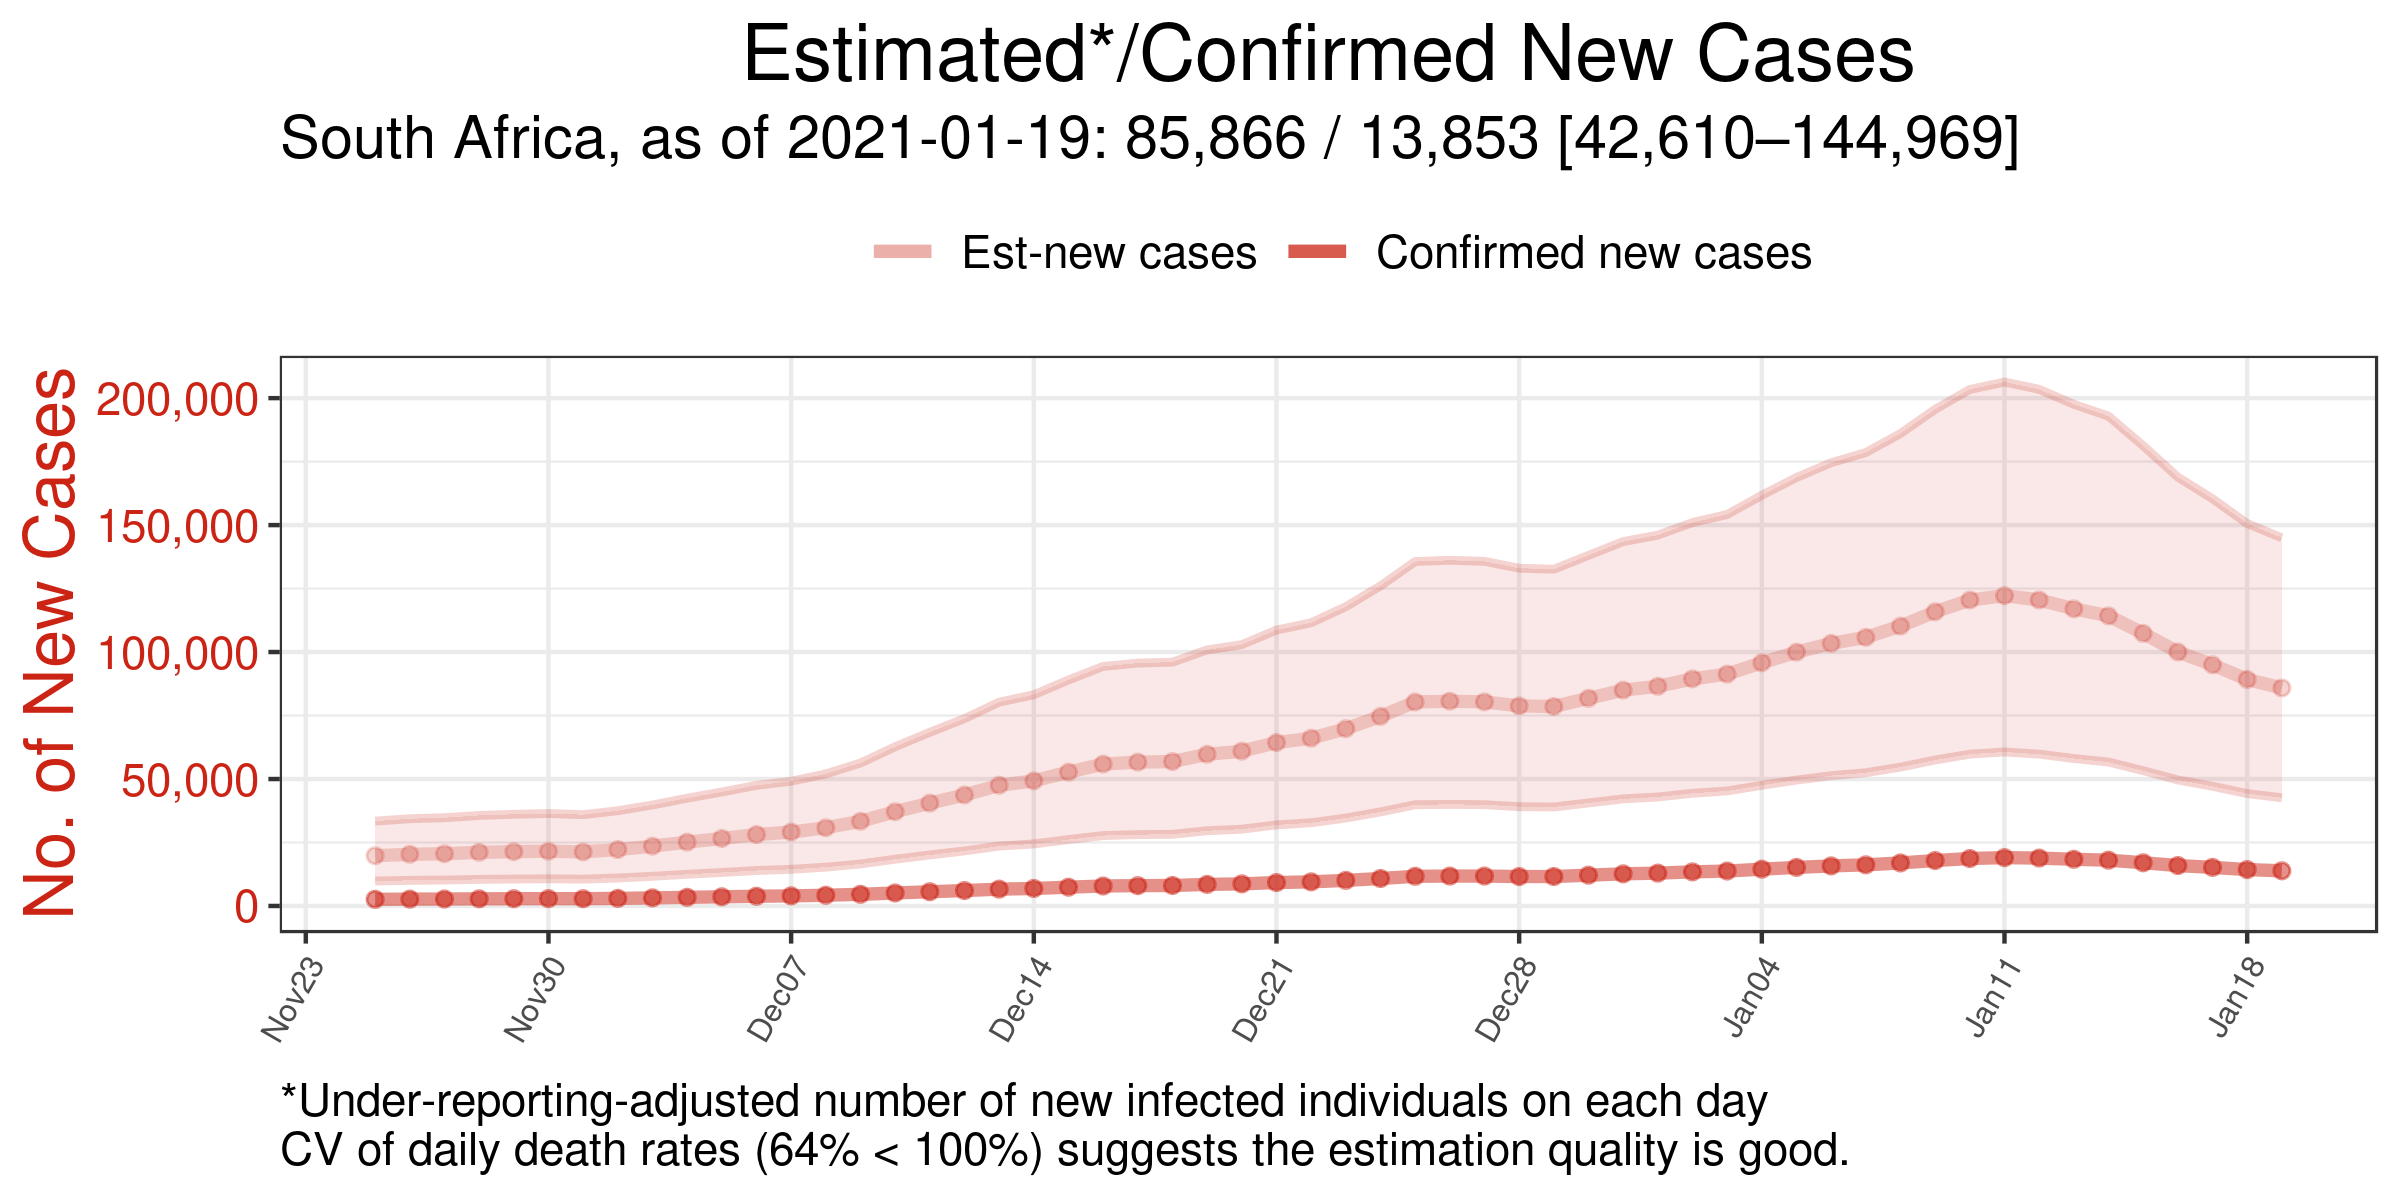 Estimated*/Confirmed New Cases
South Africa, as of 2021-01-19: 85,866 / 13,853 [42,610–144,969]
Est-new cases
Confirmed new cases
No. of New Cases
200,000
150,000
100,000
50,000
0
Nov23
Nov30
Dec07
Dec14
Dec21
Dec28
Jan04
Jan11
Jan18
*Under-reporting-adjusted number of new infected individuals on each day
CV of daily death rates (64% < 100%) suggests the estimation quality is good.